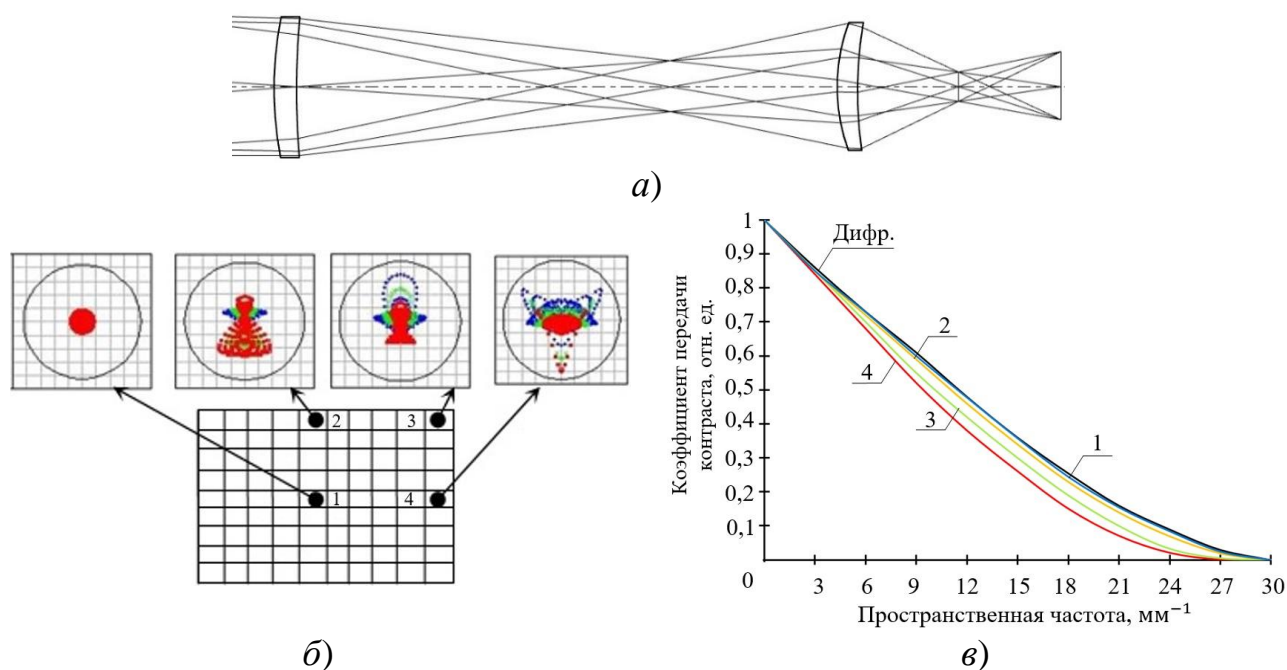 а)
2
3
1
4
б)
Коэффициент передачи
контраста, отн. ед.
1
0,9
0,8
0,7
0,6
0,5
0,4
0,3
0,2
0,1
0
Дифр.
2
4
3
1
3 6 9 12 15 18 21 24 27 30
Пространственная частота, мм⁻¹
в)